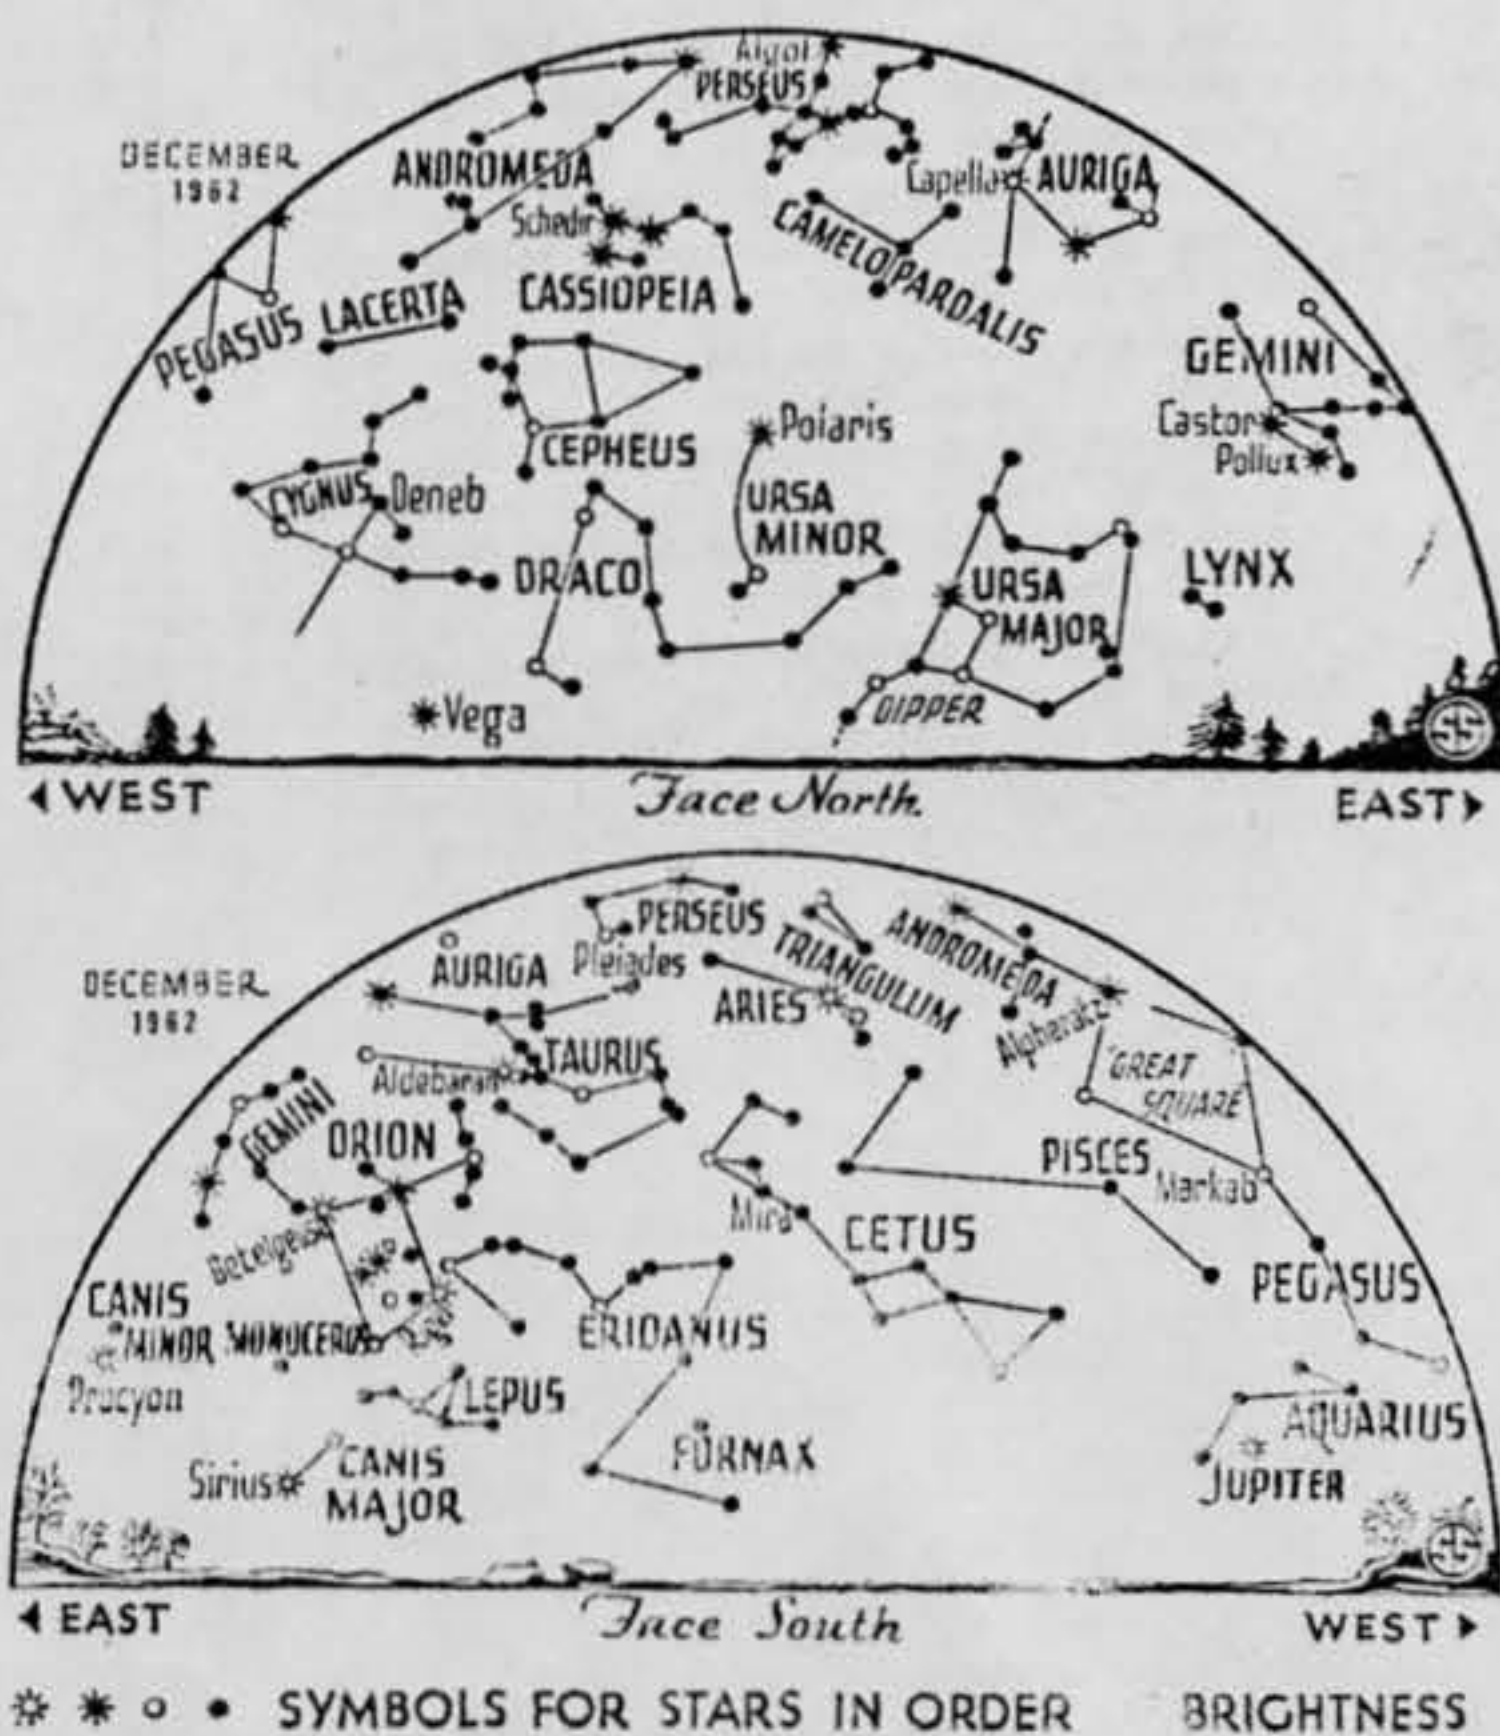 Algol
PERSEUS
DECEMBER
1962
ANDROMEDA
Capella
AURIGA
Schedir
CAMELOPARDALIS
CASSIOPEIA
LACERTA
PEGASUS
GEMINI
Castor
Polaris
Pollux
CEPHEUS
CYGNUS
Deneb
URSA
MINOR
DRACO
LYNX
URSA
MAJOR
DIPPER
Vega
WEST
Face North.
EAST
PERSEUS
ANDROMEDA
TRIANGULUM
AURIGA
Pleiades
DECEMBER
1962
ARIES
Alpheratz
TAURUS
Aldebaran
"GREAT
SQUARE"
GEMINI
ORION
PISCES
Markab
Mira
CETUS
Betelgeuse
PEGASUS
CANIS
MINOR
MONOCEROS
ERIDANUS
Procyon
LEPUS
AQUARIUS
FORNAX
Sirius
CANIS
MAJOR
JUPITER
EAST
Face South
WEST
SYMBOLS FOR STARS IN ORDER BRIGHTNESS